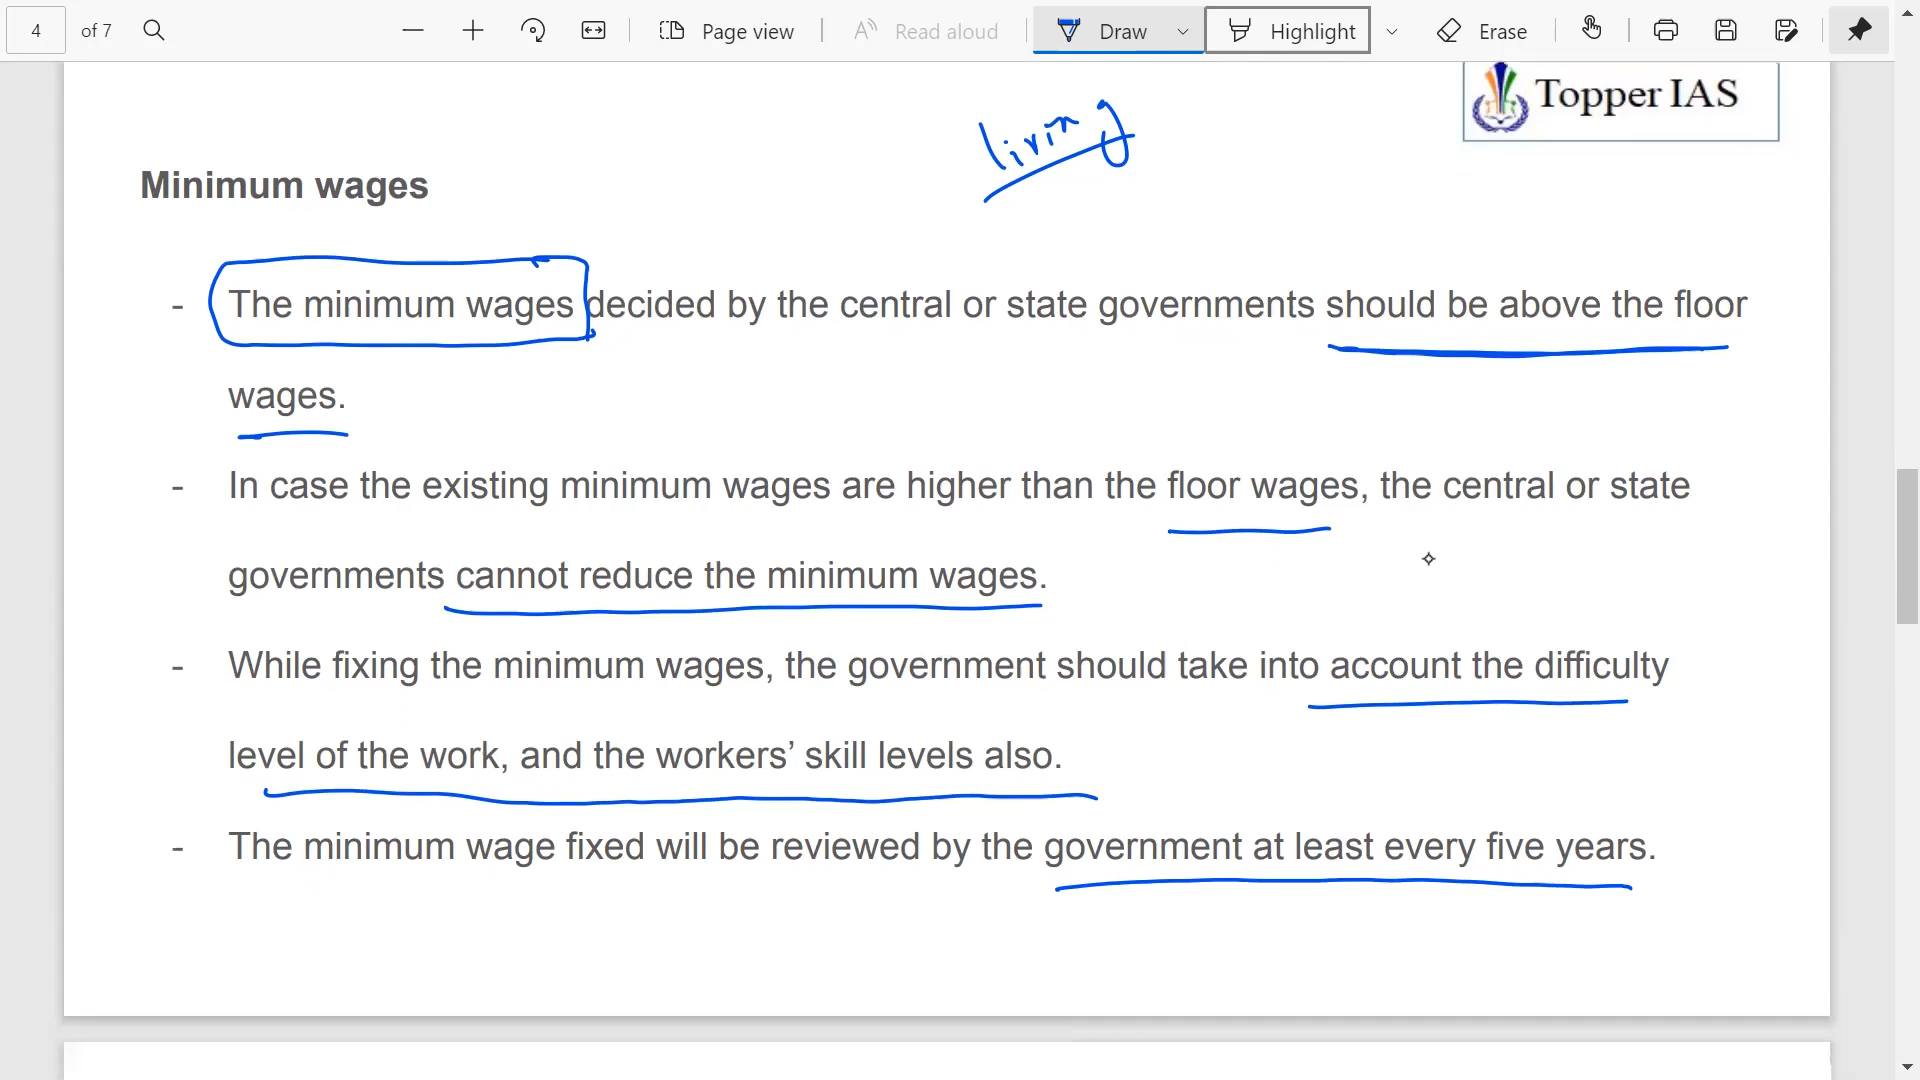 4 of 7 Page view Read aloud Draw Highlight Erase
Topper IAS
living
Minimum wages
- The minimum wages decided by the central or state governments should be above the floor
wages.
- In case the existing minimum wages are higher than the floor wages, the central or state
governments cannot reduce the minimum wages.
- While fixing the minimum wages, the government should take into account the difficulty
level of the work, and the workers’ skill levels also.
- The minimum wage fixed will be reviewed by the government at least every five years.